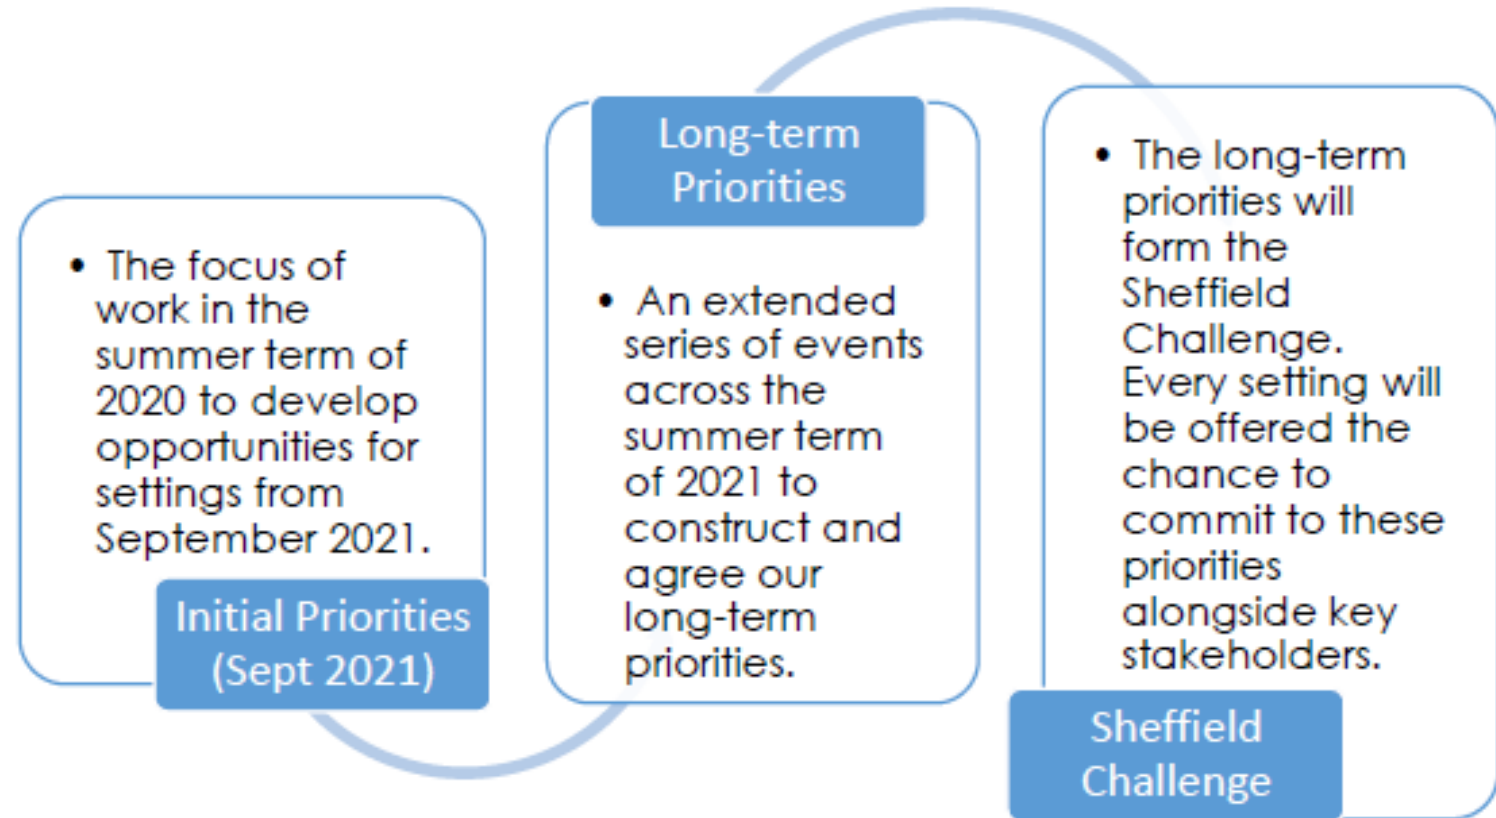 • The focus of
work in the
summer term of
2020 to develop
opportunities for
settings from
September 2021.
Initial Priorities
(Sept 2021)
Long-term
Priorities
• An extended
series of events
across the
summer term
of 2021 to
construct and
agree our
long-term
priorities.
• The long-term
priorities will
form the
Sheffield
Challenge.
Every setting will
be offered the
chance to
commit to these
priorities
alongside key
stakeholders.
Sheffield
Challenge